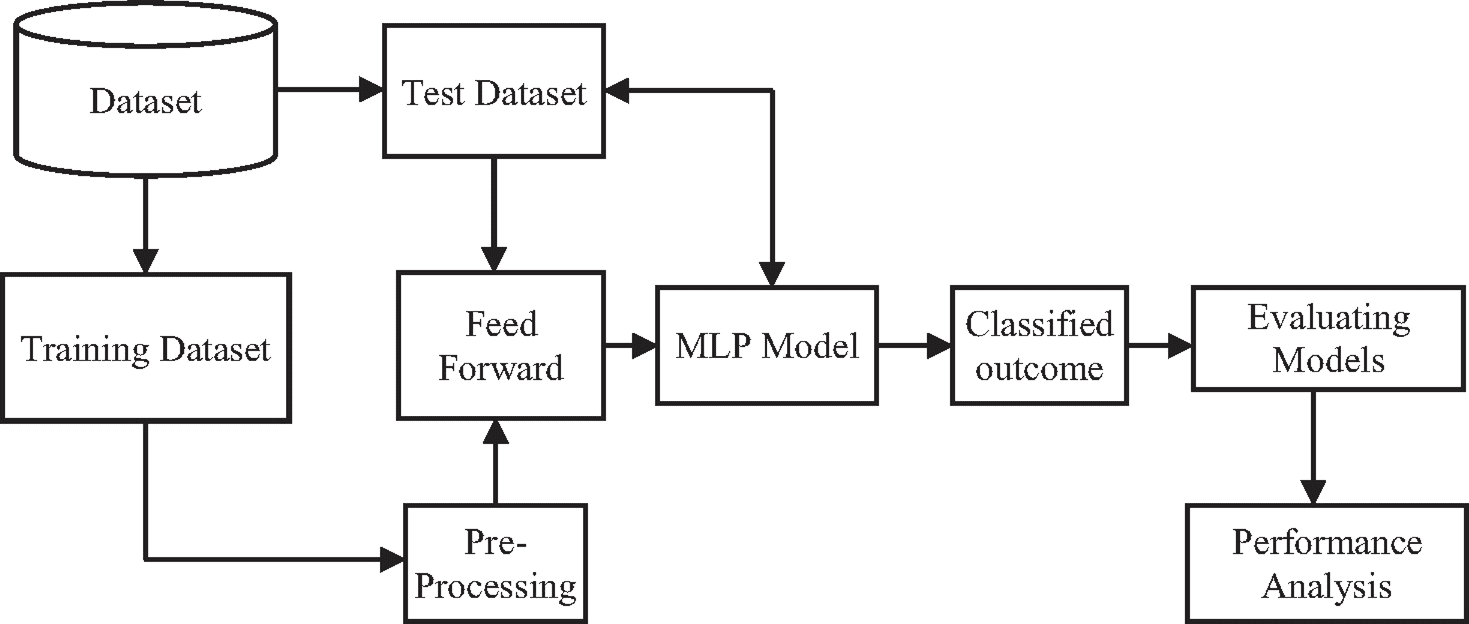 Dataset
Test Dataset
Training Dataset
Feed
Forward
MLP Model
Classified
outcome
Evaluating
Models
Pre-
Processing
Performance
Analysis